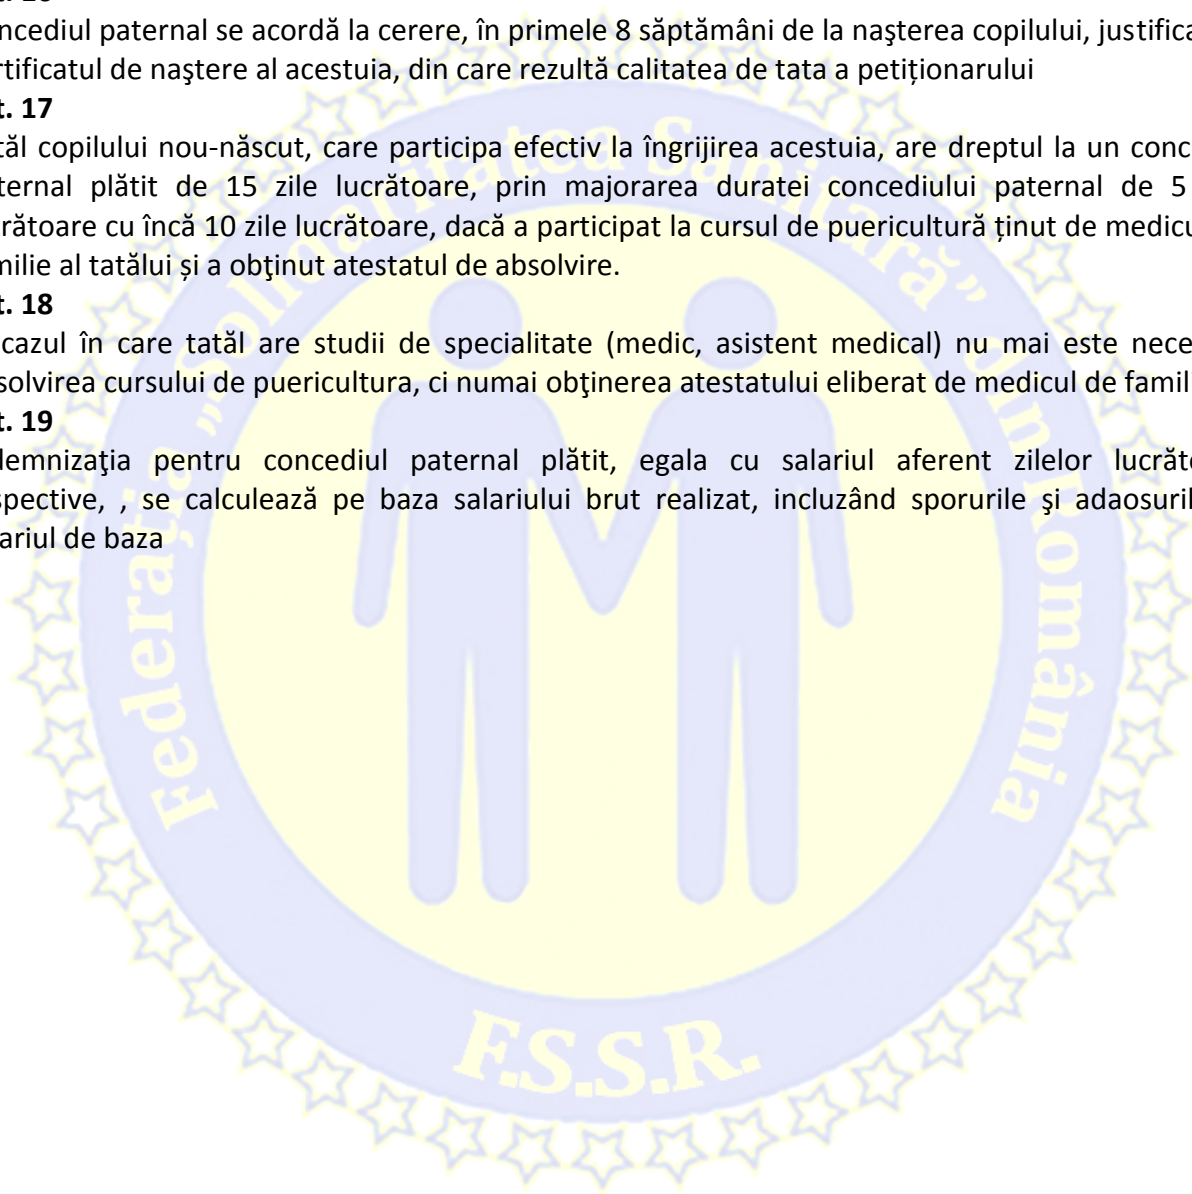 ncediul paternal se acordă la cerere, în primele 8 săptămâni de la naşterea copilului, justifica
rtificatul de naştere al acestuia, din care rezultă calitatea de tata a petiționarului
t. 17
tăl copilului nou-născut, care participa efectiv la îngrijirea acestuia, are dreptul la un conc
ternal plătit de 15 zile lucrătoare, prin majorarea duratei concediului paternal de 5
crătoare cu încă 10 zile lucrătoare, dacă a participat la cursul de puericultură ținut de medicu
milie al tatălui și a obţinut atestatul de absolvire.
t. 18
cazul în care tatăl are studii de specialitate (medic, asistent medical) nu mai este nece
solvirea cursului de puericultura, ci numai obţinerea atestatului eliberat de medicul de famili
t. 19
demnizaţia pentru concediul paternal plătit, egala cu salariul aferent zilelor lucrăto
spective, , se calculează pe baza salariului brut realizat, incluzând sporurile şi adaosuril
lariul de baza
Federaţia „Solidaritatea Sanitară” din România
F.S.S.R.